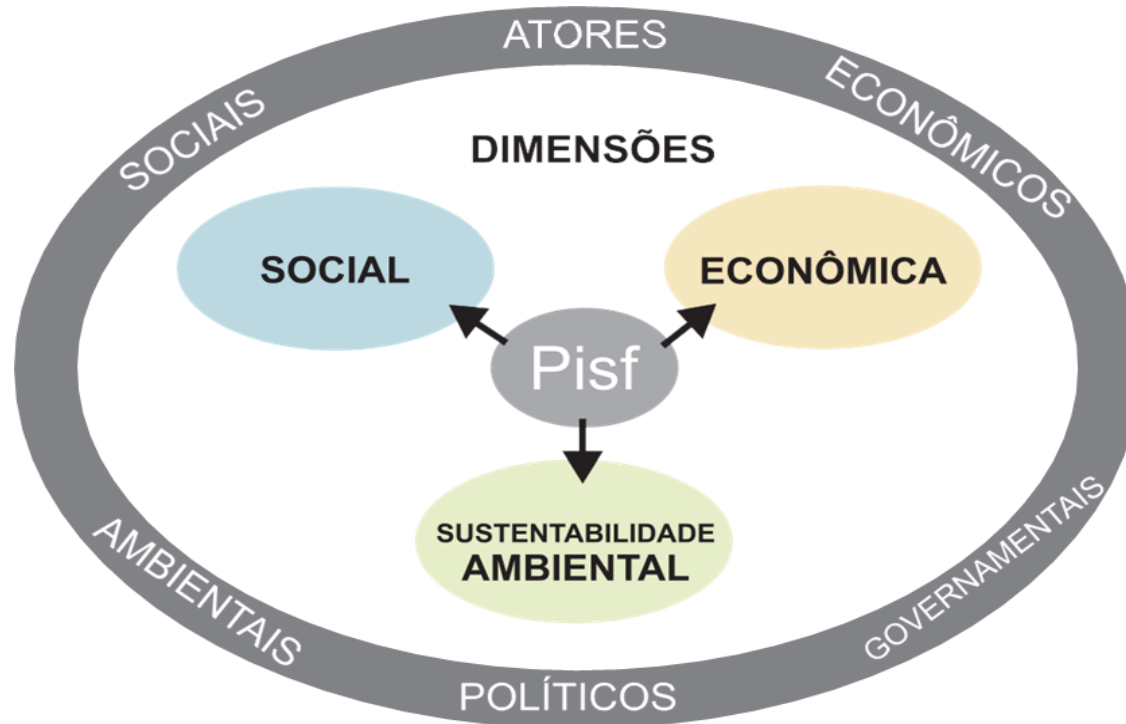 ATORES
SOCIAIS
ECONÔMICOS
DIMENSÕES
SOCIAL
ECONÔMICA
Pisf
SUSTENTABILIDADE
AMBIENTAL
AMBIENTAIS
GOVERNAMENTAIS
POLÍTICOS